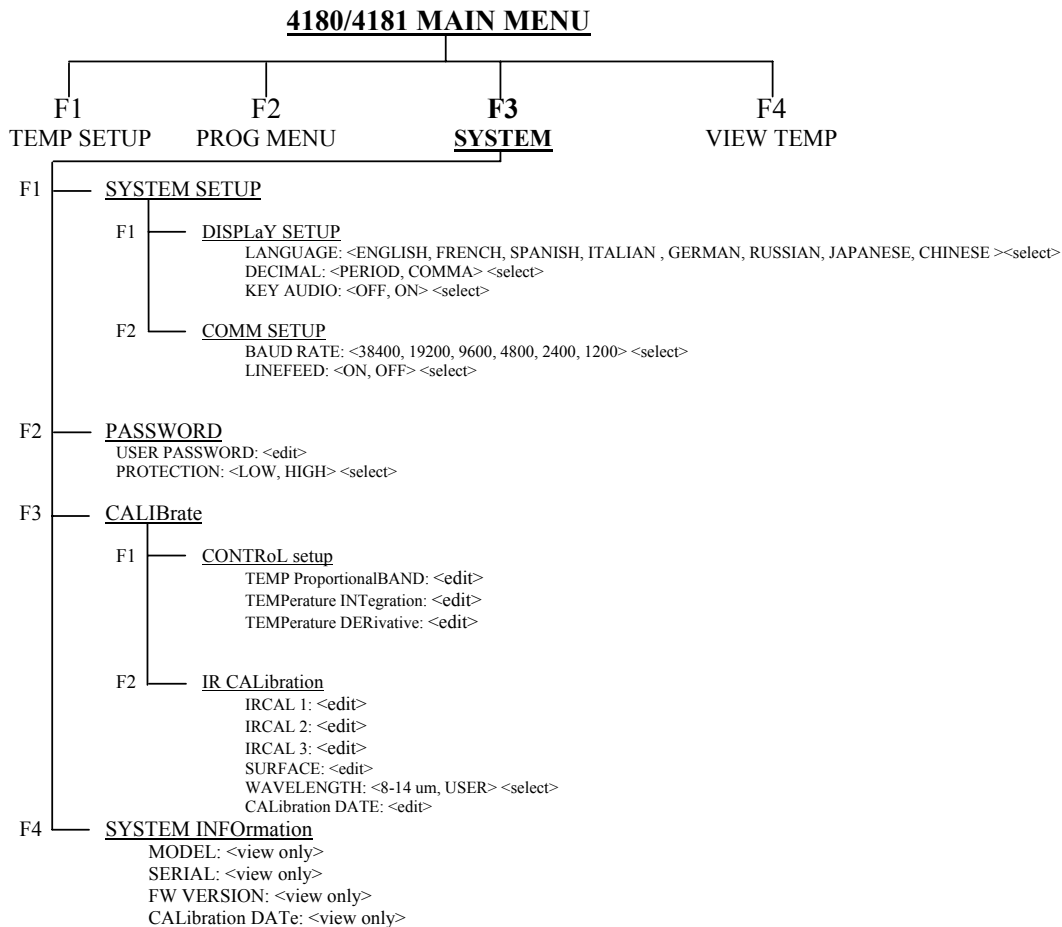 4180/4181 MAIN MENU
F1 F2 F3 F4
TEMP SETUP PROG MENU SYSTEM VIEW TEMP
F1 SYSTEM SETUP
F1 DISPLaY SETUP
LANGUAGE: <ENGLISH, FRENCH, SPANISH, ITALIAN , GERMAN, RUSSIAN, JAPANESE, CHINESE ><select>
DECIMAL: <PERIOD, COMMA> <select>
KEY AUDIO: <OFF, ON> <select>
F2 COMM SETUP
BAUD RATE: <38400, 19200, 9600, 4800, 2400, 1200> <select>
LINEFEED: <ON, OFF> <select>
F2 PASSWORD
USER PASSWORD: <edit>
PROTECTION: <LOW, HIGH> <select>
F3 CALIBrate
F1 CONTRoL setup
TEMP ProportionalBAND: <edit>
TEMPerature INTegration: <edit>
TEMPerature DERivative: <edit>
F2 IR CALibration
IRCAL 1: <edit>
IRCAL 2: <edit>
IRCAL 3: <edit>
SURFACE: <edit>
WAVELENGTH: <8-14 um, USER> <select>
CALibration DATE: <edit>
F4 SYSTEM INFOrmation
MODEL: <view only>
SERIAL: <view only>
FW VERSION: <view only>
CALibration DATe: <view only>